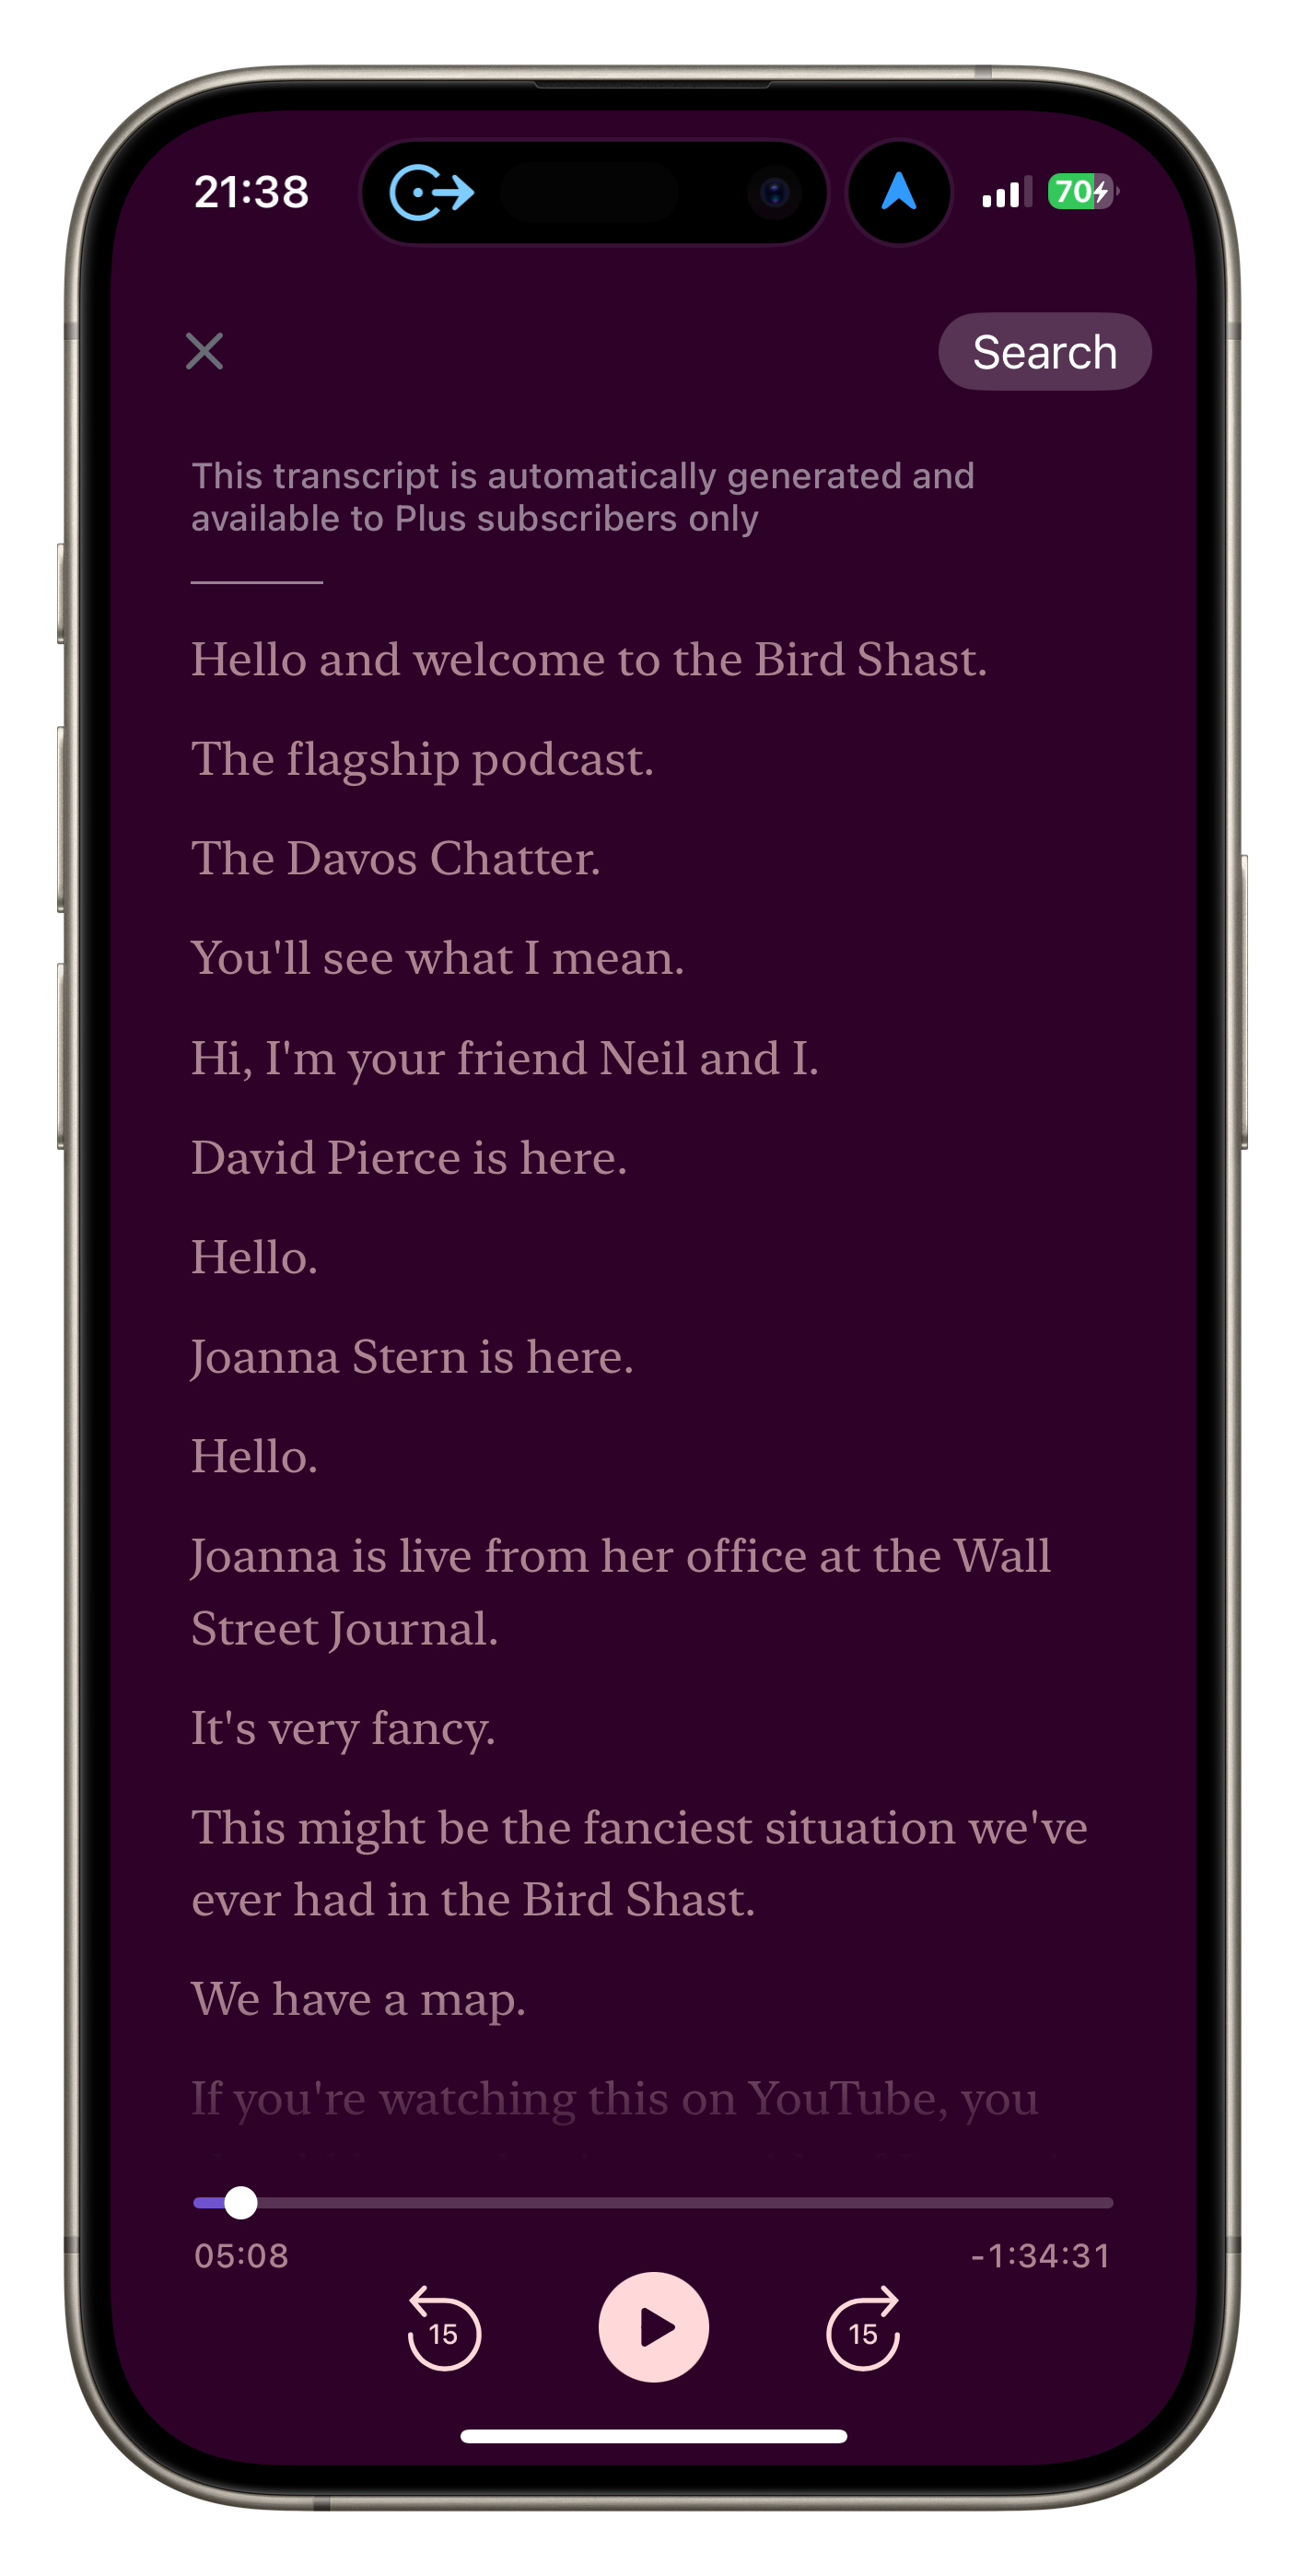 21:38
70
Search
This transcript is automatically generated and
available to Plus subscribers only
Hello and welcome to the Bird Shast.
The flagship podcast.
The Davos Chatter.
You'll see what I mean.
Hi, I'm your friend Neil and I.
David Pierce is here.
Hello.
Joanna Stern is here.
Hello.
Joanna is live from her office at the Wall
Street Journal.
It's very fancy.
This might be the fanciest situation we've
ever had in the Bird Shast.
We have a map.
If you're watching this on YouTube, you
05:08
-1:34:31
15
15